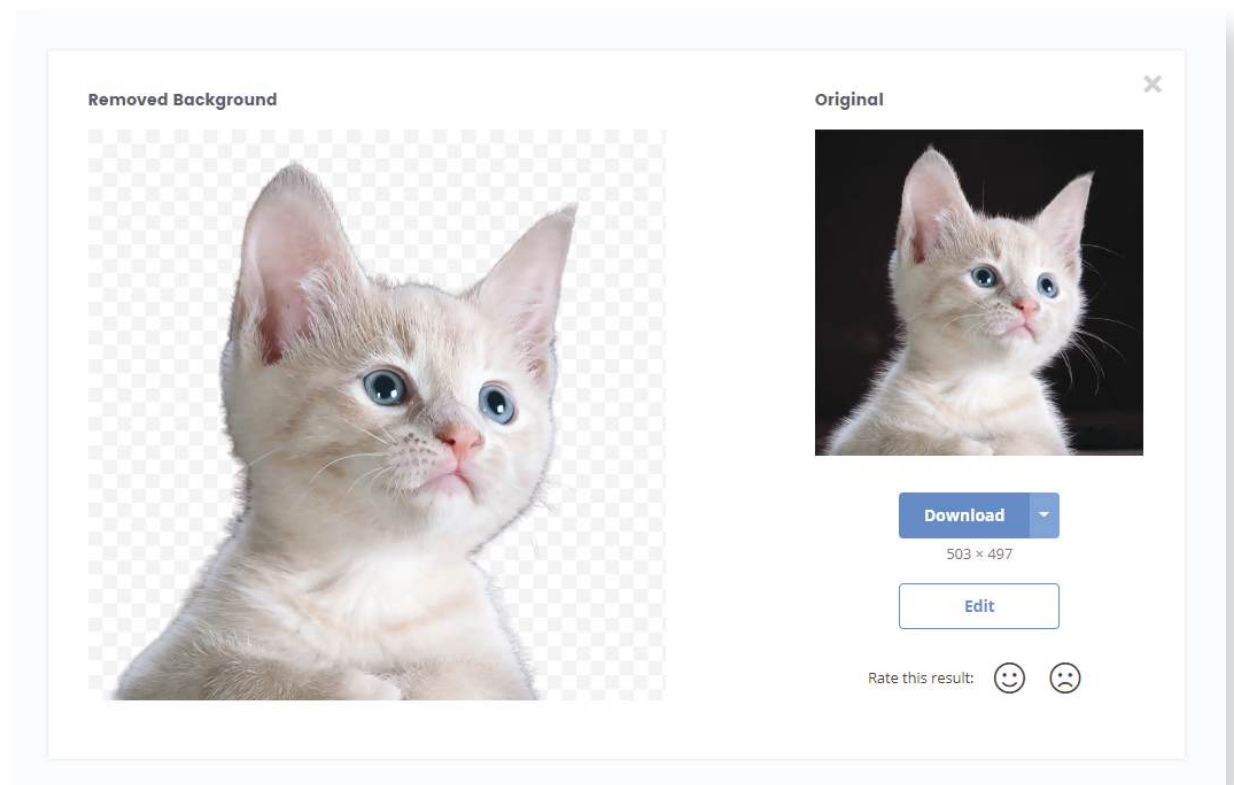 Removed Background
Original
Download
503 × 497
Edit
Rate this result: